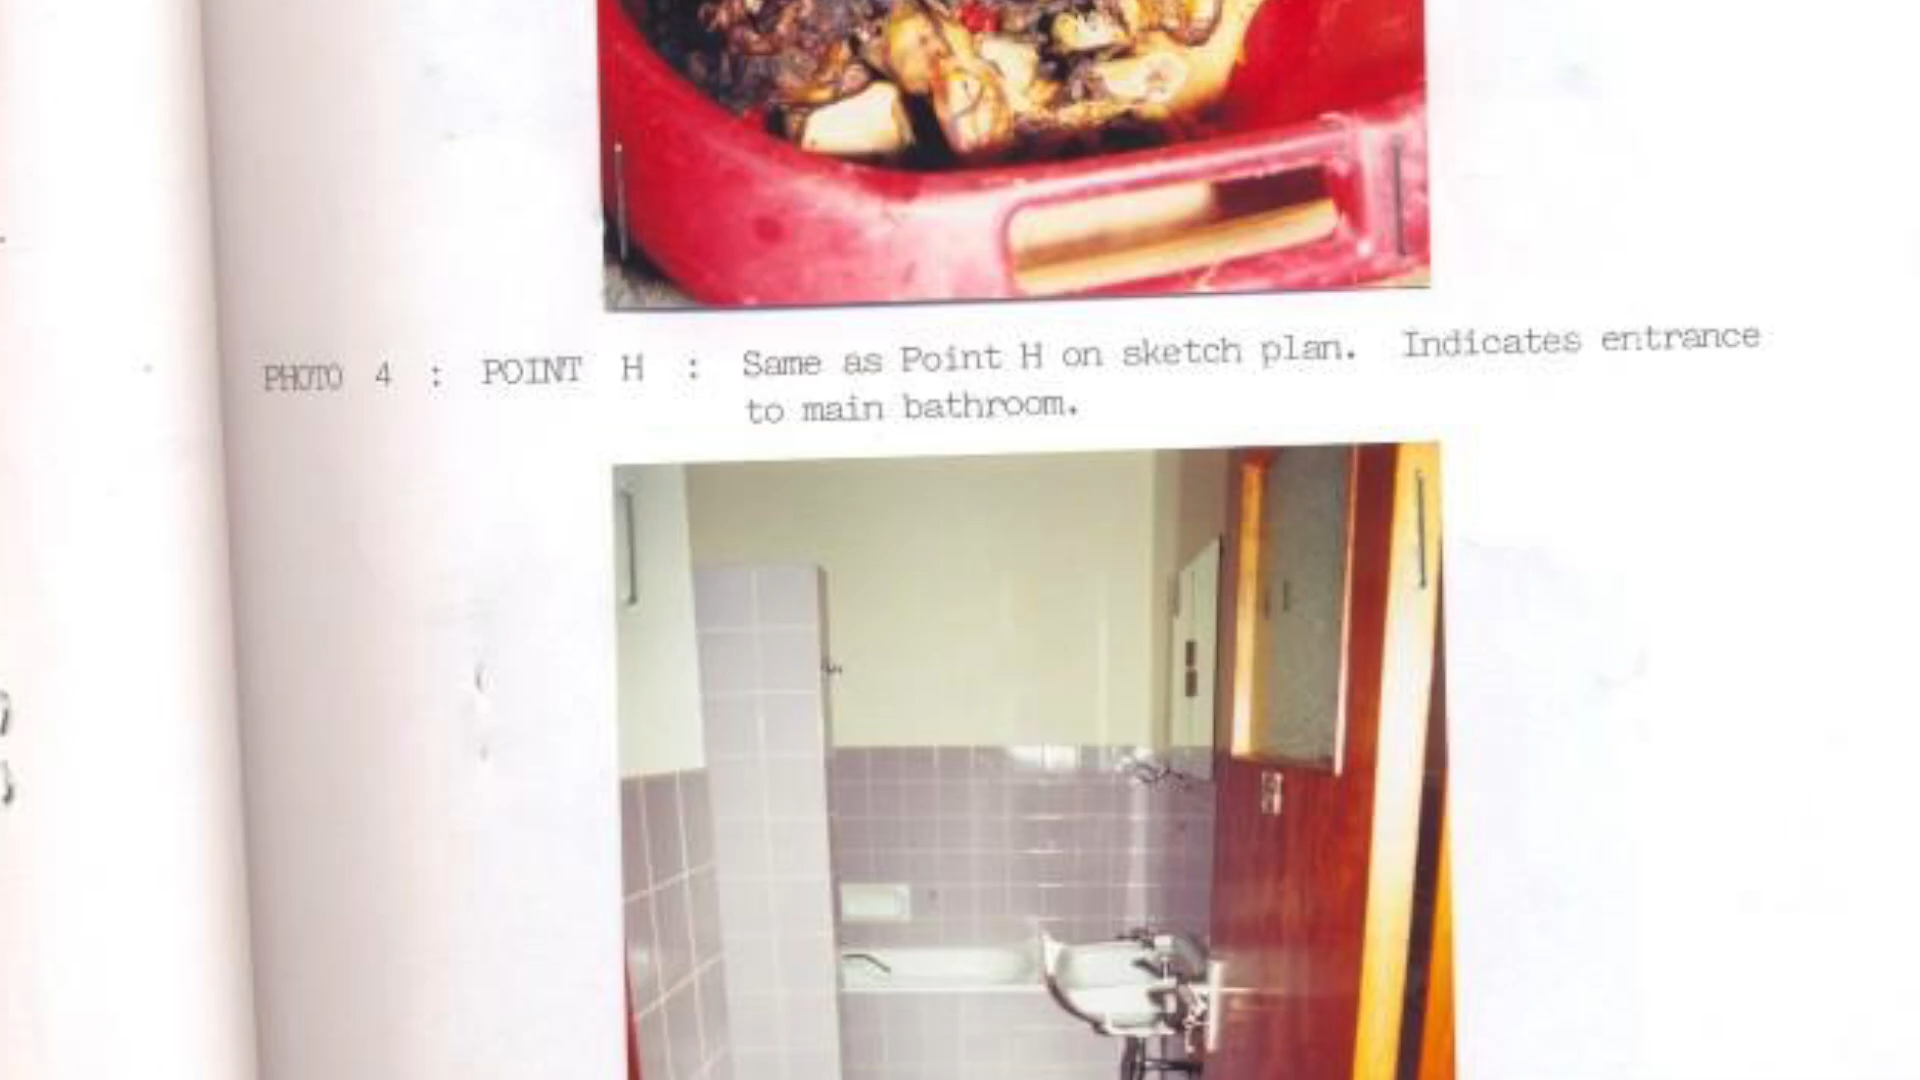 PHOTO 4 : POINT H : Same as Point H on sketch plan. Indicates entrance
to main bathroom.